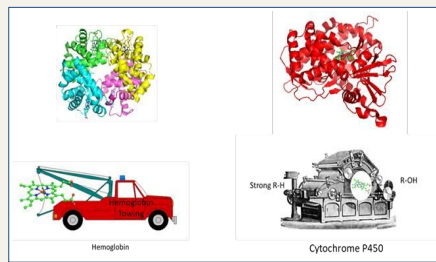 Hemoglobin
Towing
Strong R-H
R-OH
Hemoglobin
Cytochrome P450